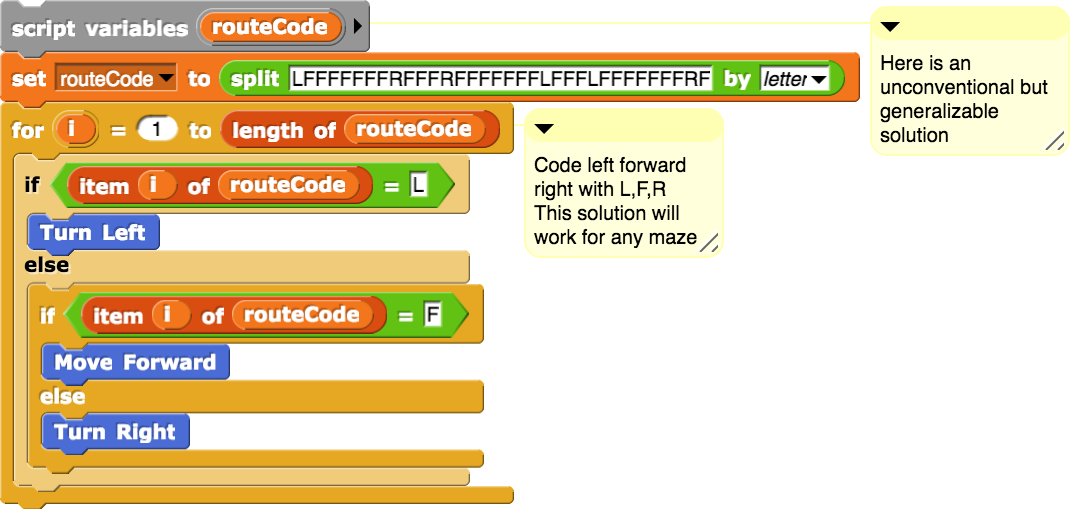 script variables routeCode
set routeCode to split LFFFFFFFRFFFRFFFFFFFLFFFLFFFFFFFRF by letter
Here is an
unconventional but
generalizable
solution
for i = 1 to length of routeCode
Code left forward
right with L,F,R
This solution will
work for any maze
if item i of routeCode = L
Turn Left
else
if item i of routeCode = F
Move Forward
else
Turn Right